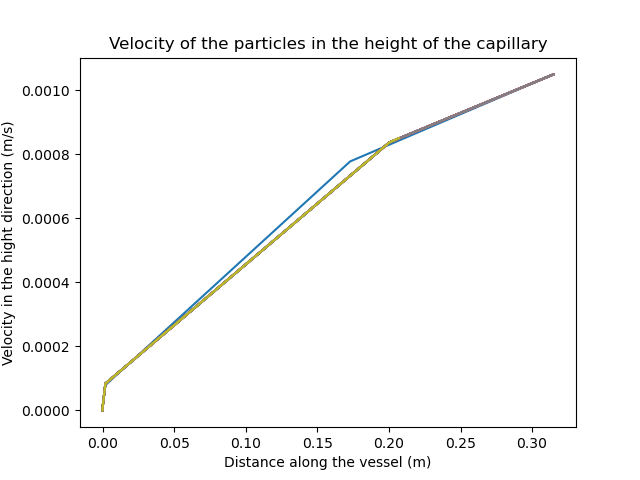 Velocity of the particles in the height of the capillary
Velocity in the hight direction (m/s)
0.0010
0.0008
0.0006
0.0004
0.0002
0.0000
0.00 0.05 0.10 0.15 0.20 0.25 0.30
Distance along the vessel (m)